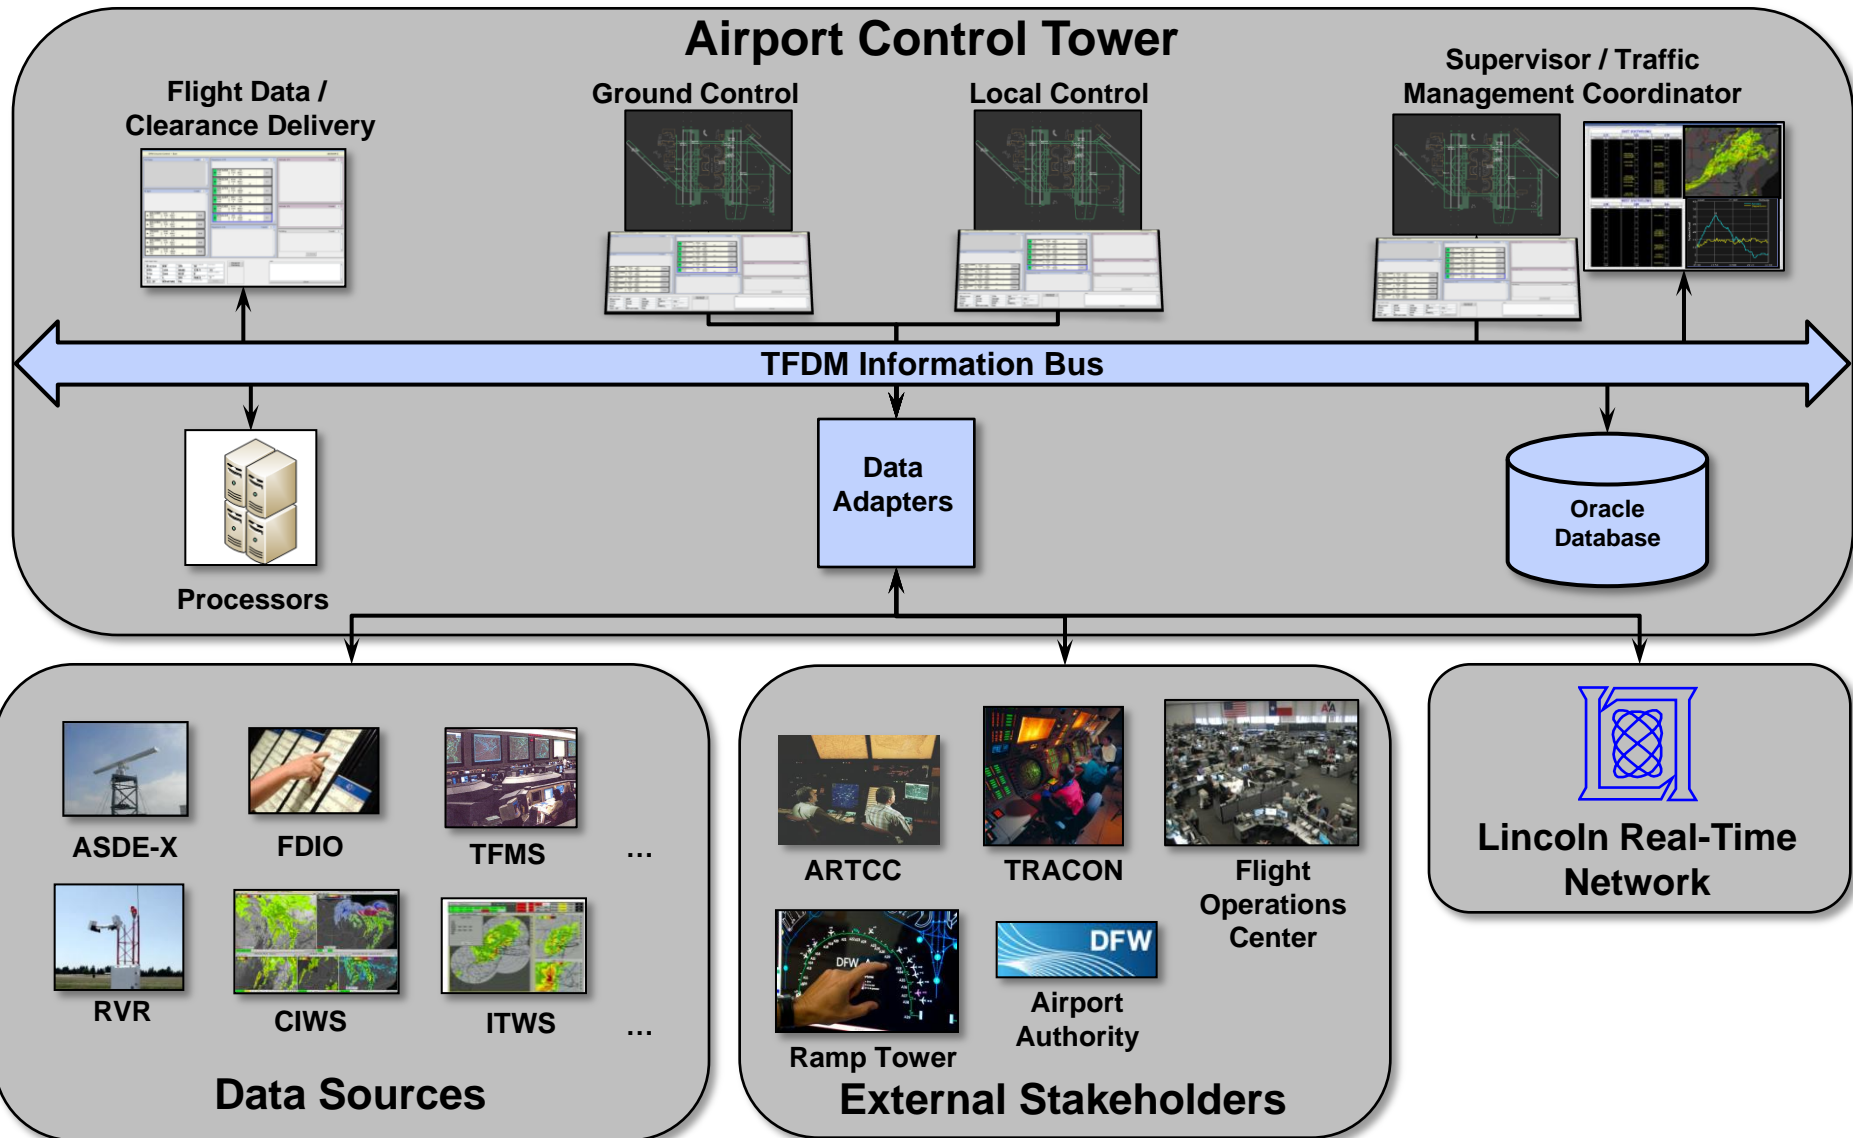 Airport Control Tower
Flight Data /
Clearance Delivery
Ground Control
Local Control
Supervisor / Traffic
Management Coordinator
TFDM Information Bus
Processors
Data
Adapters
Oracle
Database
ASDE-X
FDIO
TFMS
...
RVR
CIWS
ITWS
...
Data Sources
ARTCC
TRACON
Flight
Operations
Center
DFW
Ramp Tower
DFW
Airport
Authority
External Stakeholders
Lincoln Real-Time
Network